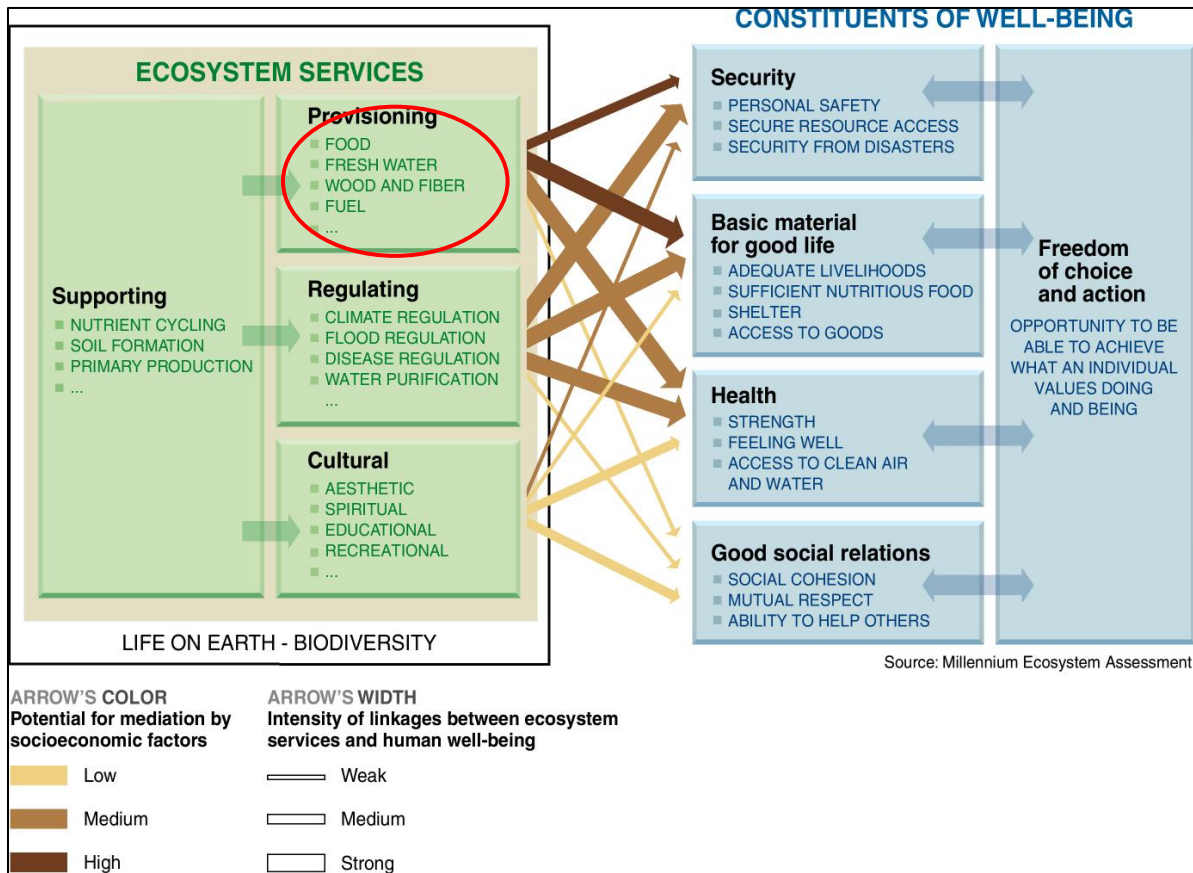 CONSTITUENTS OF WELL-BEING
ECOSYSTEM SERVICES
Provisioning
FOOD
FRESH WATER
WOOD AND FIBER
FUEL
...
Supporting
NUTRIENT CYCLING
SOIL FORMATION
PRIMARY PRODUCTION
...
Regulating
CLIMATE REGULATION
FLOOD REGULATION
DISEASE REGULATION
WATER PURIFICATION
...
Cultural
AESTHETIC
SPIRITUAL
EDUCATIONAL
RECREATIONAL
...
LIFE ON EARTH - BIODIVERSITY
Security
PERSONAL SAFETY
SECURE RESOURCE ACCESS
SECURITY FROM DISASTERS
Basic material
for good life
ADEQUATE LIVELIHOODS
SUFFICIENT NUTRITIOUS FOOD
SHELTER
ACCESS TO GOODS
Health
STRENGTH
FEELING WELL
ACCESS TO CLEAN AIR
AND WATER
Good social relations
SOCIAL COHESION
MUTUAL RESPECT
ABILITY TO HELP OTHERS
Freedom
of choice
and action
OPPORTUNITY TO BE
ABLE TO ACHIEVE
WHAT AN INDIVIDUAL
VALUES DOING
AND BEING
Source: Millennium Ecosystem Assessment
ARROW'S COLOR
Potential for mediation by
socioeconomic factors
Low
Medium
High
ARROW'S WIDTH
Intensity of linkages between ecosystem
services and human well-being
Weak
Medium
Strong